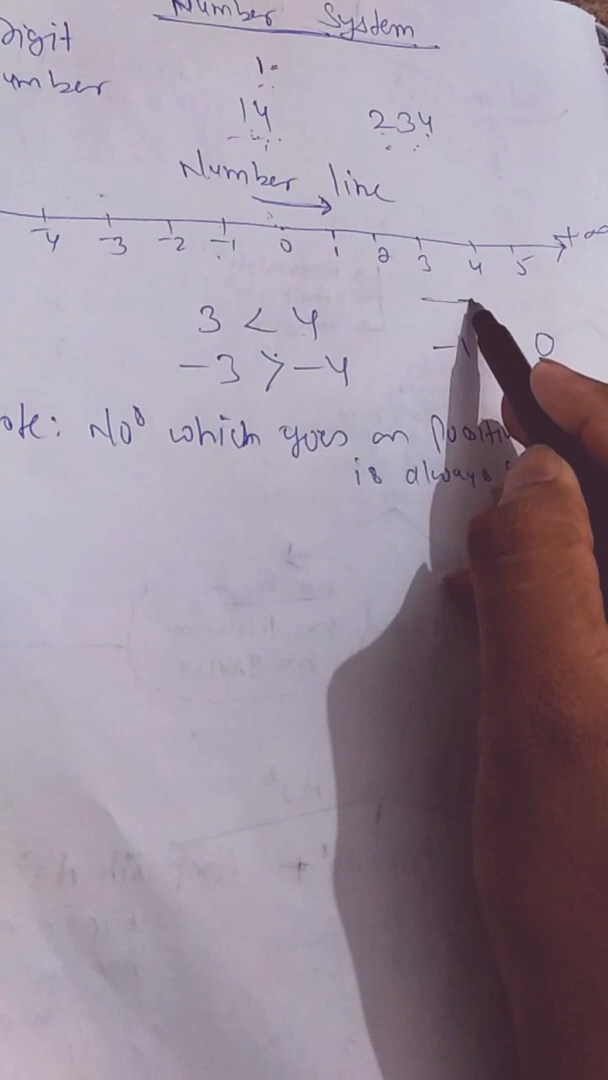 Number System
Digit
umber
1
14 234
Number line
-4 -3 -2 -1 0 1 2 3 4 5 +∞
3 < 4
-1 0
-3 > -4
ote: No which goes on Positi
is always